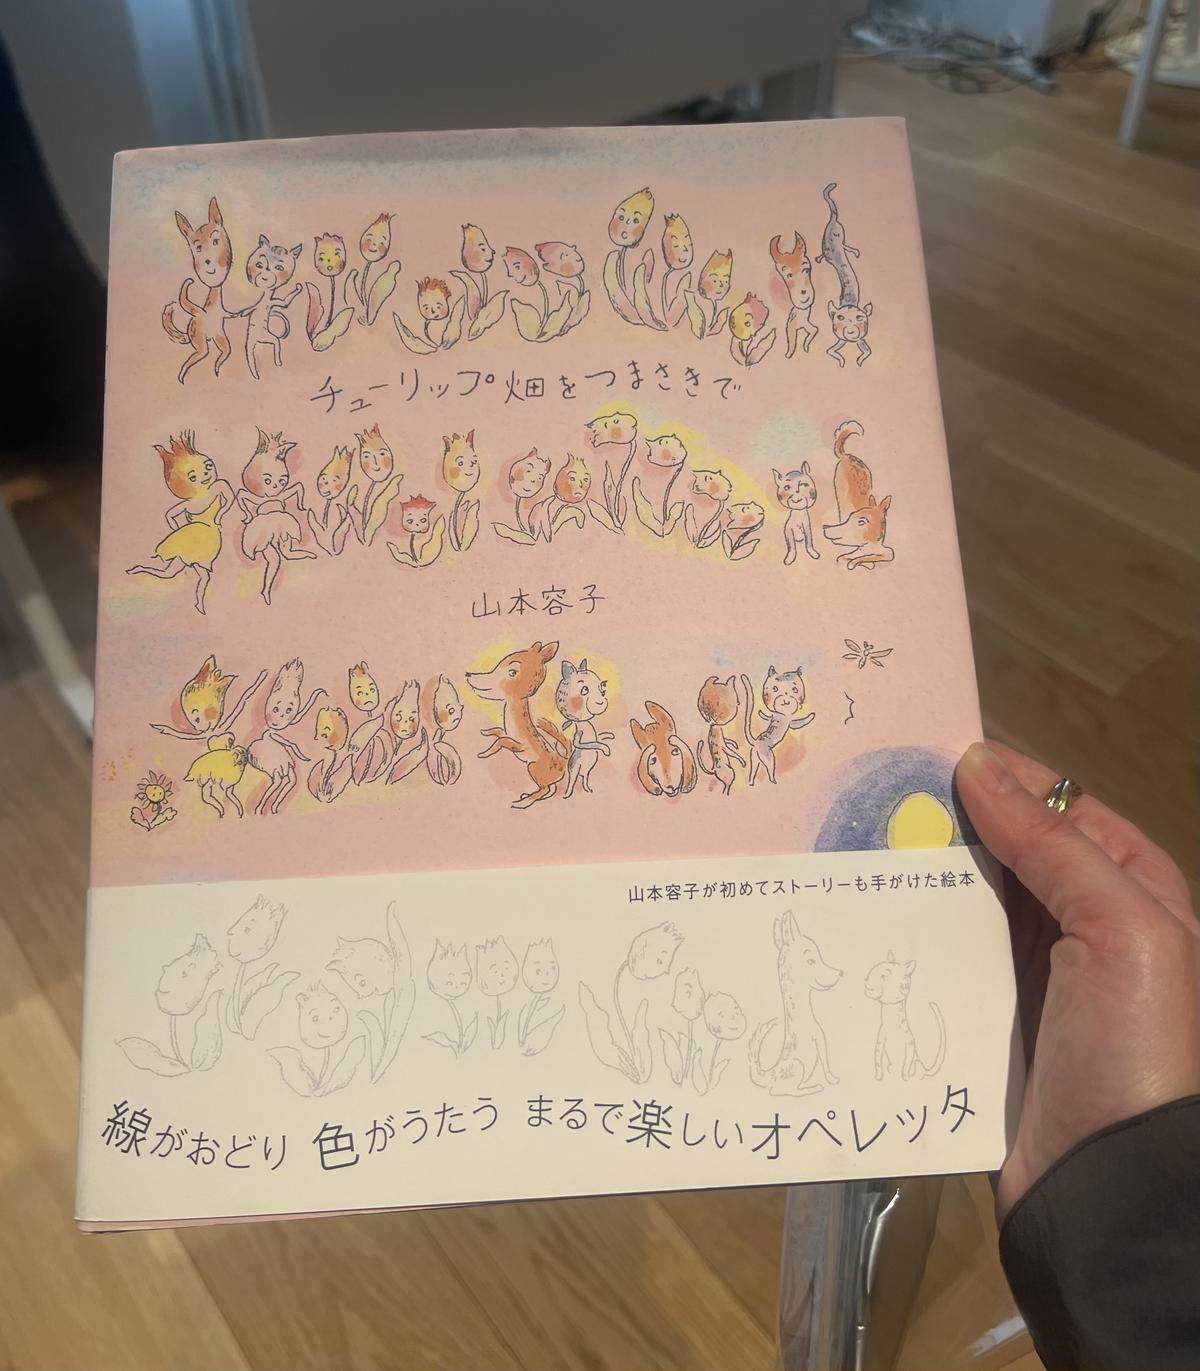 チューリップ畑をつまさきで
山本容子
山本容子が初めてストーリーも手がけた絵本
線がおどり 色がうたう まるで楽しいオペレッタ